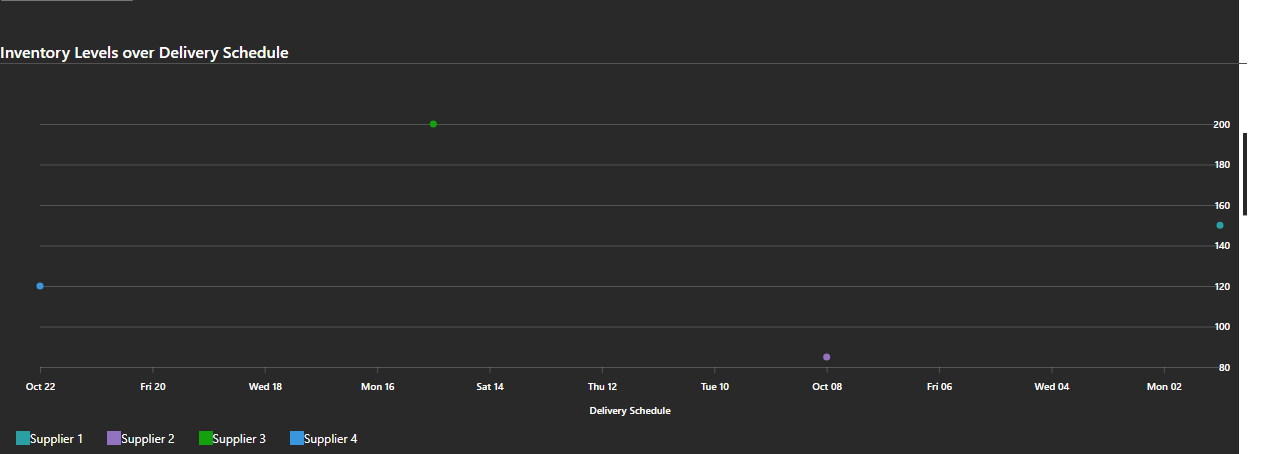 Inventory Levels over Delivery Schedule
200
180
160
140
120
100
80
Oct 22 Fri 20 Wed 18 Mon 16 Sat 14 Thu 12 Tue 10 Oct 08 Fri 06 Wed 04 Mon 02
Delivery Schedule
Supplier 1 Supplier 2 Supplier 3 Supplier 4